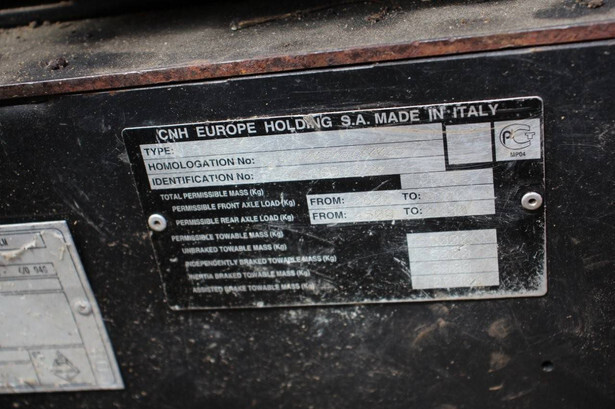 CNH EUROPE HOLDING S.A. MADE IN ITALY
TYPE:
HOMOLOGATION No:
IDENTIFICATION No:
MP04
TOTAL PERMISSIBLE MASS (Kg)
PERMISSIBLE FRONT AXLE LOAD (Kg) FROM: TO:
PERMISSIBLE REAR AXLE LOAD (Kg) FROM: TO:
PERMISSIBLE TOWABLE MASS (Kg)
UNBRAKED TOWABLE MASS (Kg)
INDEPENDENTLY BRAKED TOWABLE MASS (Kg)
INERTIA BRAKED TOWABLE MASS (Kg)
ASSISTED BRAKE TOWABLE MASS (Kg)